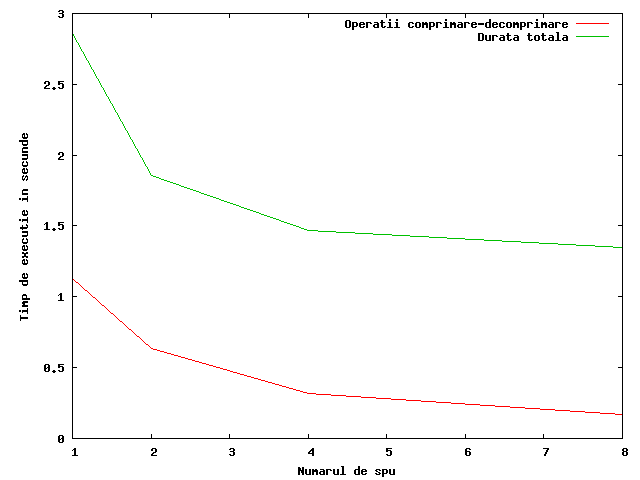 Operatii comprimare-decomprimare
Durata totala
3
2.5
2
1.5
1
0.5
0
Timp de executie in secunde
1 2 3 4 5 6 7 8
Numarul de spu